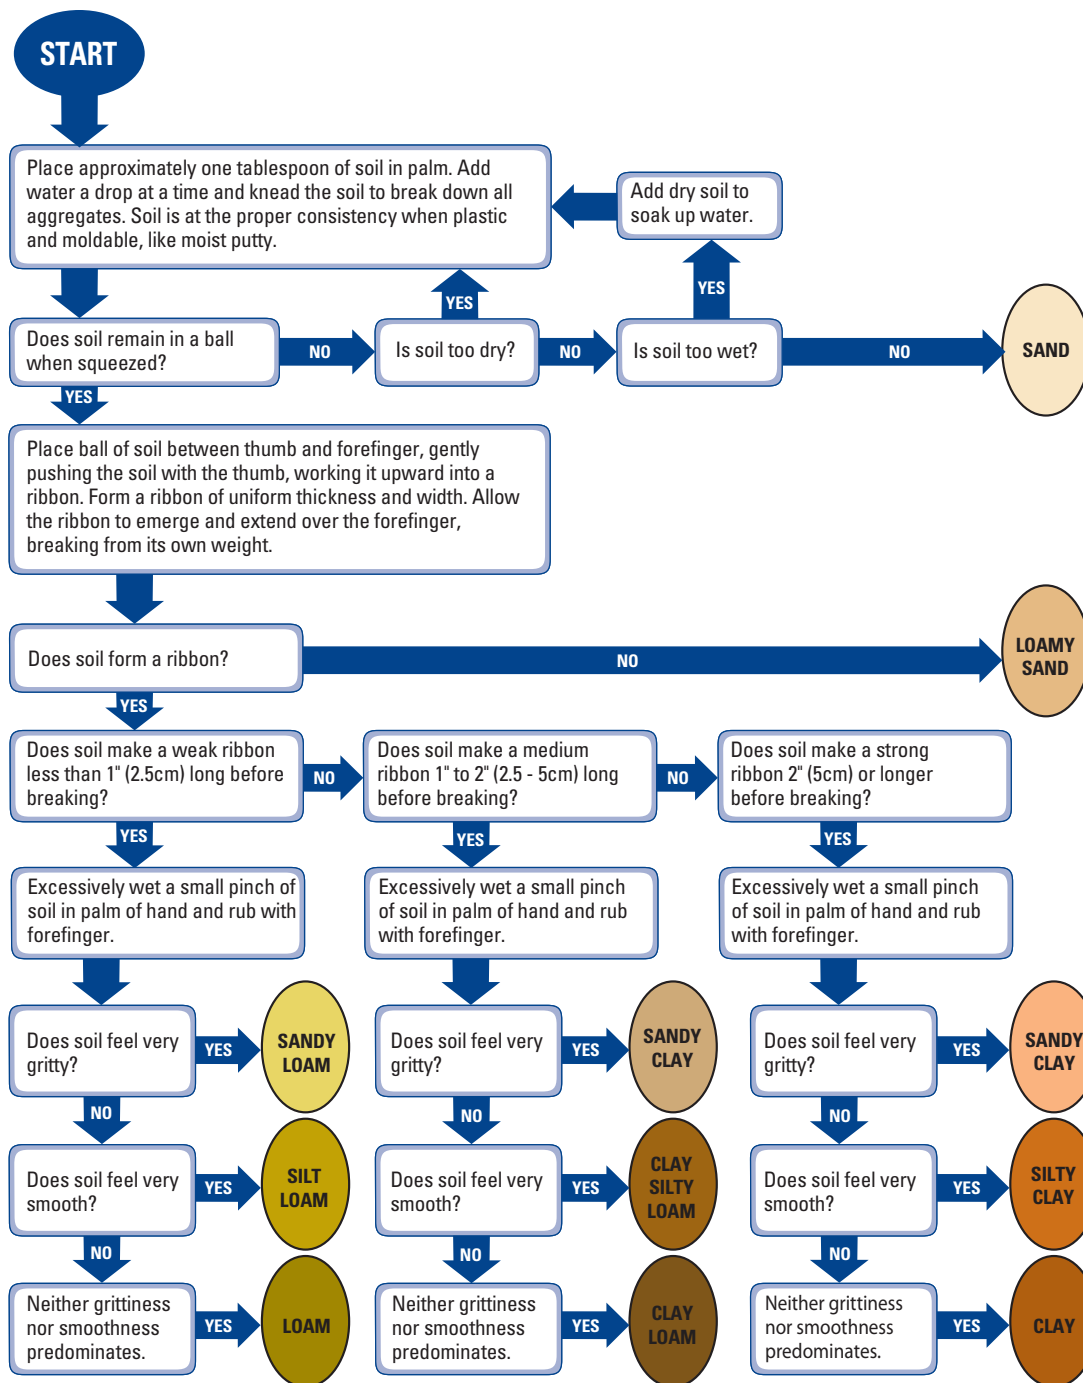 START
Place approximately one tablespoon of soil in palm. Add
water a drop at a time and knead the soil to break down all
aggregates. Soil is at the proper consistency when plastic
and moldable, like moist putty.
Add dry soil to
soak up water.
YES
YES
Does soil remain in a ball
when squeezed?
NO
Is soil too dry?
NO
Is soil too wet?
NO
SAND
YES
Place ball of soil between thumb and forefinger, gently
pushing the soil with the thumb, working it upward into a
ribbon. Form a ribbon of uniform thickness and width. Allow
the ribbon to emerge and extend over the forefinger,
breaking from its own weight.
Does soil form a ribbon?
NO
LOAMY
SAND
YES
Does soil make a weak ribbon
less than 1" (2.5cm) long before
breaking?
NO
Does soil make a medium
ribbon 1" to 2" (2.5 - 5cm) long
before breaking?
NO
Does soil make a strong
ribbon 2" (5cm) or longer
before breaking?
YES
YES
YES
Excessively wet a small pinch of
soil in palm of hand and rub with
forefinger.
Excessively wet a small pinch
of soil in palm of hand and rub
with forefinger.
Excessively wet a small pinch
of soil in palm of hand and rub
with forefinger.
Does soil feel very
gritty?
YES
SANDY
LOAM
Does soil feel very
gritty?
YES
SANDY
CLAY
Does soil feel very
gritty?
YES
SANDY
CLAY
NO
NO
NO
Does soil feel very
smooth?
YES
SILT
LOAM
Does soil feel very
smooth?
YES
CLAY
SILTY
LOAM
Does soil feel very
smooth?
YES
SILTY
CLAY
NO
NO
NO
Neither grittiness
nor smoothness
predominates.
YES
LOAM
Neither grittiness
nor smoothness
predominates.
YES
CLAY
LOAM
Neither grittiness
nor smoothness
predominates.
YES
CLAY